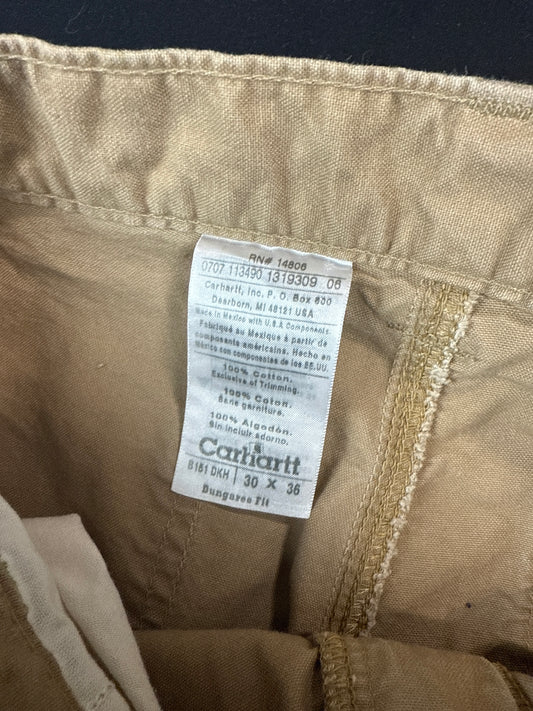 RN# 14806
0707 113490 1319309 06
Carhartt, Inc. P.O. Box 600
Dearborn, MI 48121 USA
Made in Mexico with U.S.A Components.
Fabriqué au Mexique à partir de
composants américains. Hecho en
México con componentes de los EE.UU.
100% Cotton.
Exclusive of Trimming.
100% Coton.
Sans garniture.
100% Algodón.
Sin incluir adorno.
Carhartt
B151 DKH 30 X 36
Dungaree Fit